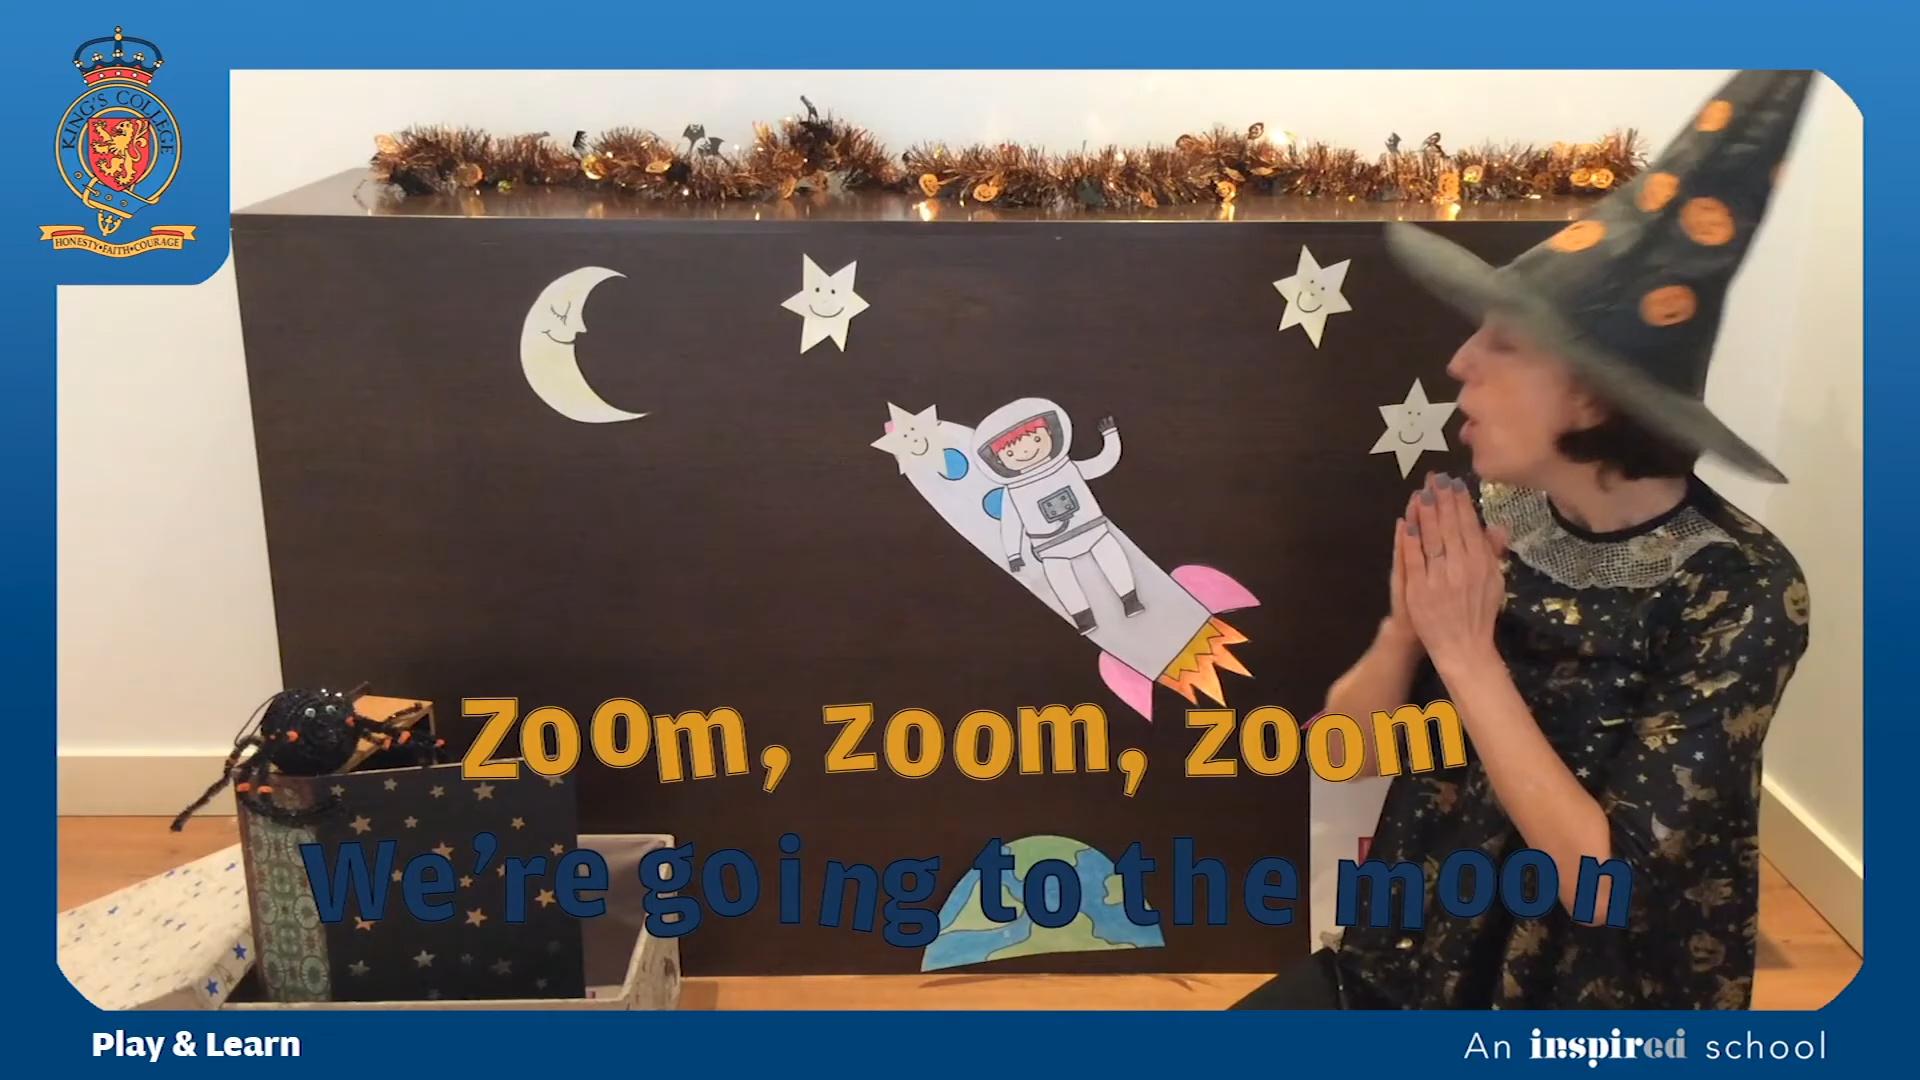 KING'S COLLEGE
HONESTY•FAITH•COURAGE
Zoom, zoom, zoom
We're going to the moon
Play & Learn
An inspired school